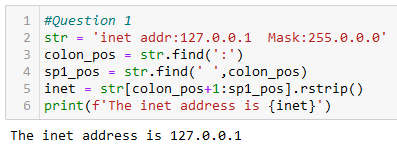 1 #Question 1
2 str = 'inet addr:127.0.0.1  Mask:255.0.0.0'
3 colon_pos = str.find(':')
4 sp1_pos = str.find(' ',colon_pos)
5 inet = str[colon_pos+1:sp1_pos].rstrip()
6 print(f'The inet address is {inet}')
The inet address is 127.0.0.1